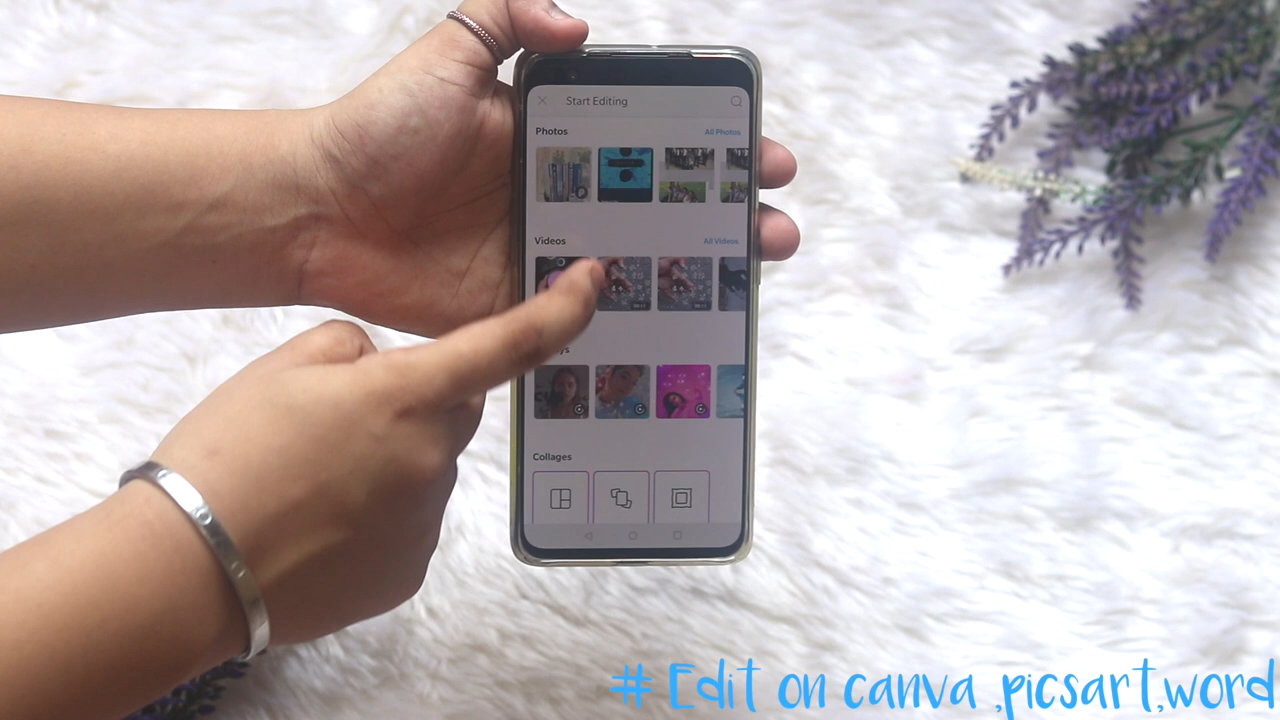 Start Editing
Photos All Photos
Videos All Videos
Collages
# Edit on canva ,picsart,word